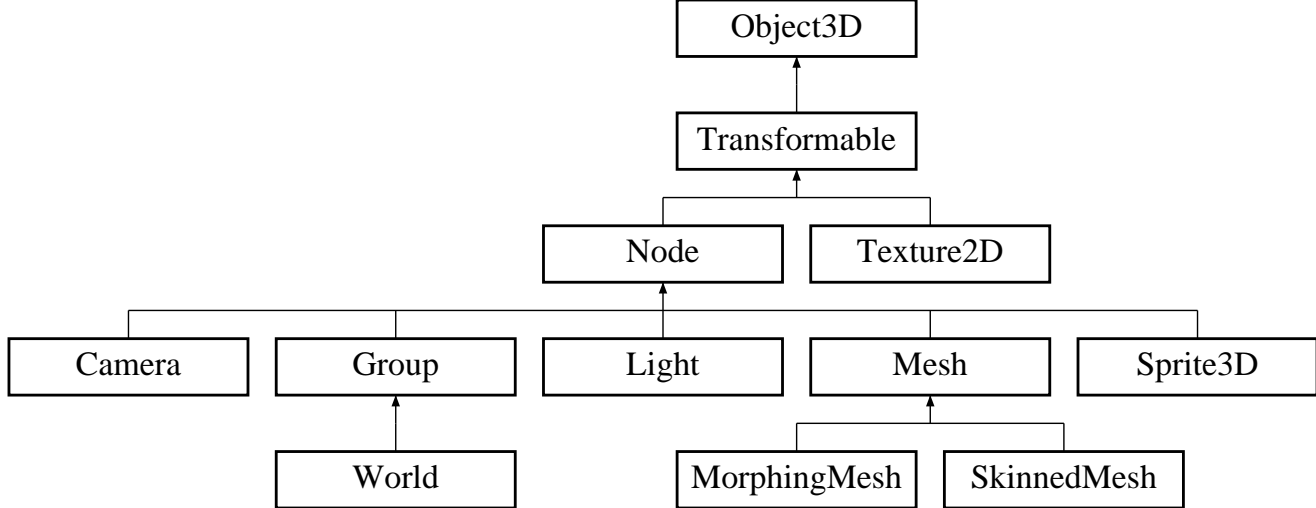 Object3D
Transformable
Node
Texture2D
Camera
Group
Light
Mesh
Sprite3D
World
MorphingMesh
SkinnedMesh